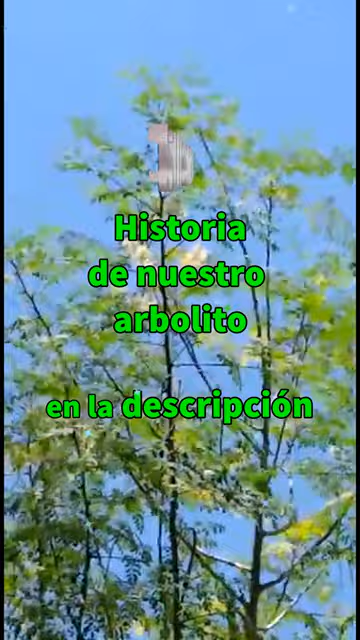 Historia
de nuestro
arbolito
en la descripción